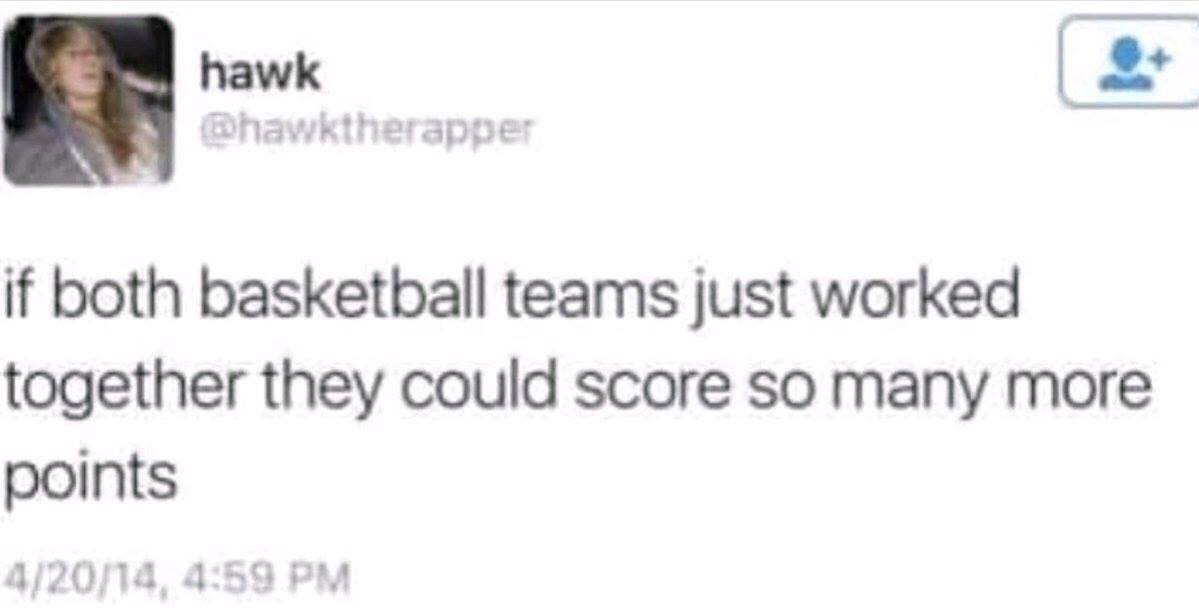 hawk
@hawktherapper
if both basketball teams just worked
together they could score so many more
points
4/20/14, 4:59 PM